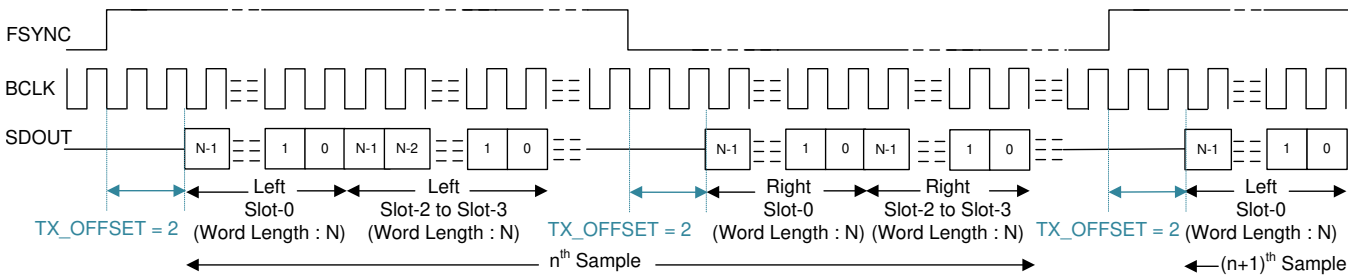 FSYNC
BCLK
SDOUT
N-1 1 0 N-1 N-2 1 0 N-1 1 0 N-1 1 0 N-1 1 0
Left Left Right Right Left
Slot-0 Slot-2 to Slot-3 Slot-0 Slot-2 to Slot-3 Slot-0
TX_OFFSET = 2 (Word Length : N) (Word Length : N) TX_OFFSET = 2 (Word Length : N) (Word Length : N) TX_OFFSET = 2 (Word Length : N)
nth Sample (n+1)th Sample